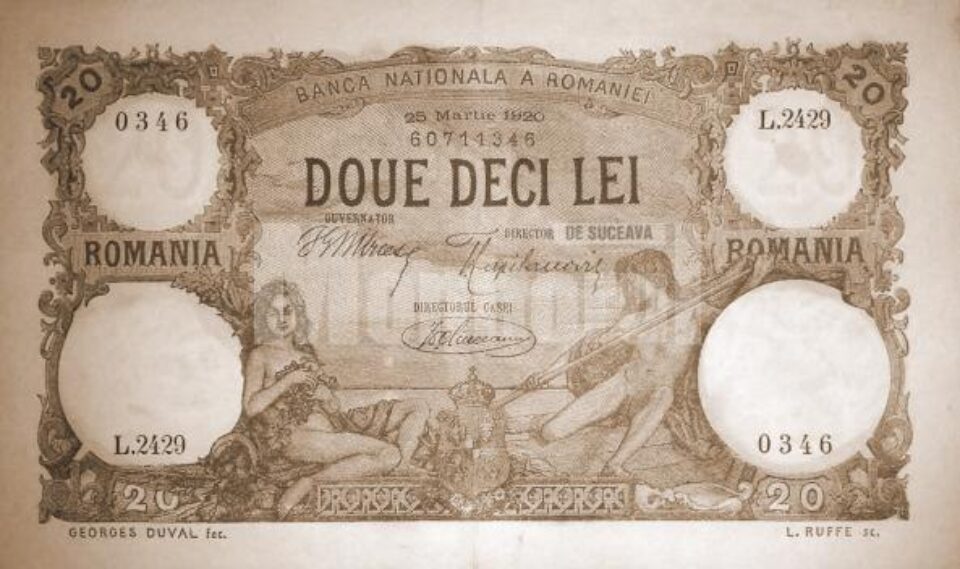 20 20
BANCA NATIONALA A ROMANIEI
0346 L.2429
25 Martie 1920
60711346
DOUE DECI LEI
GUVERNATOR
DIRECTOR DE SUCEAVA
ROMANIA ROMANIA
DIRECTORUL CASEI
L.2429 0346
20 20
GEORGES DUVAL fec. L. RUFFE sc.